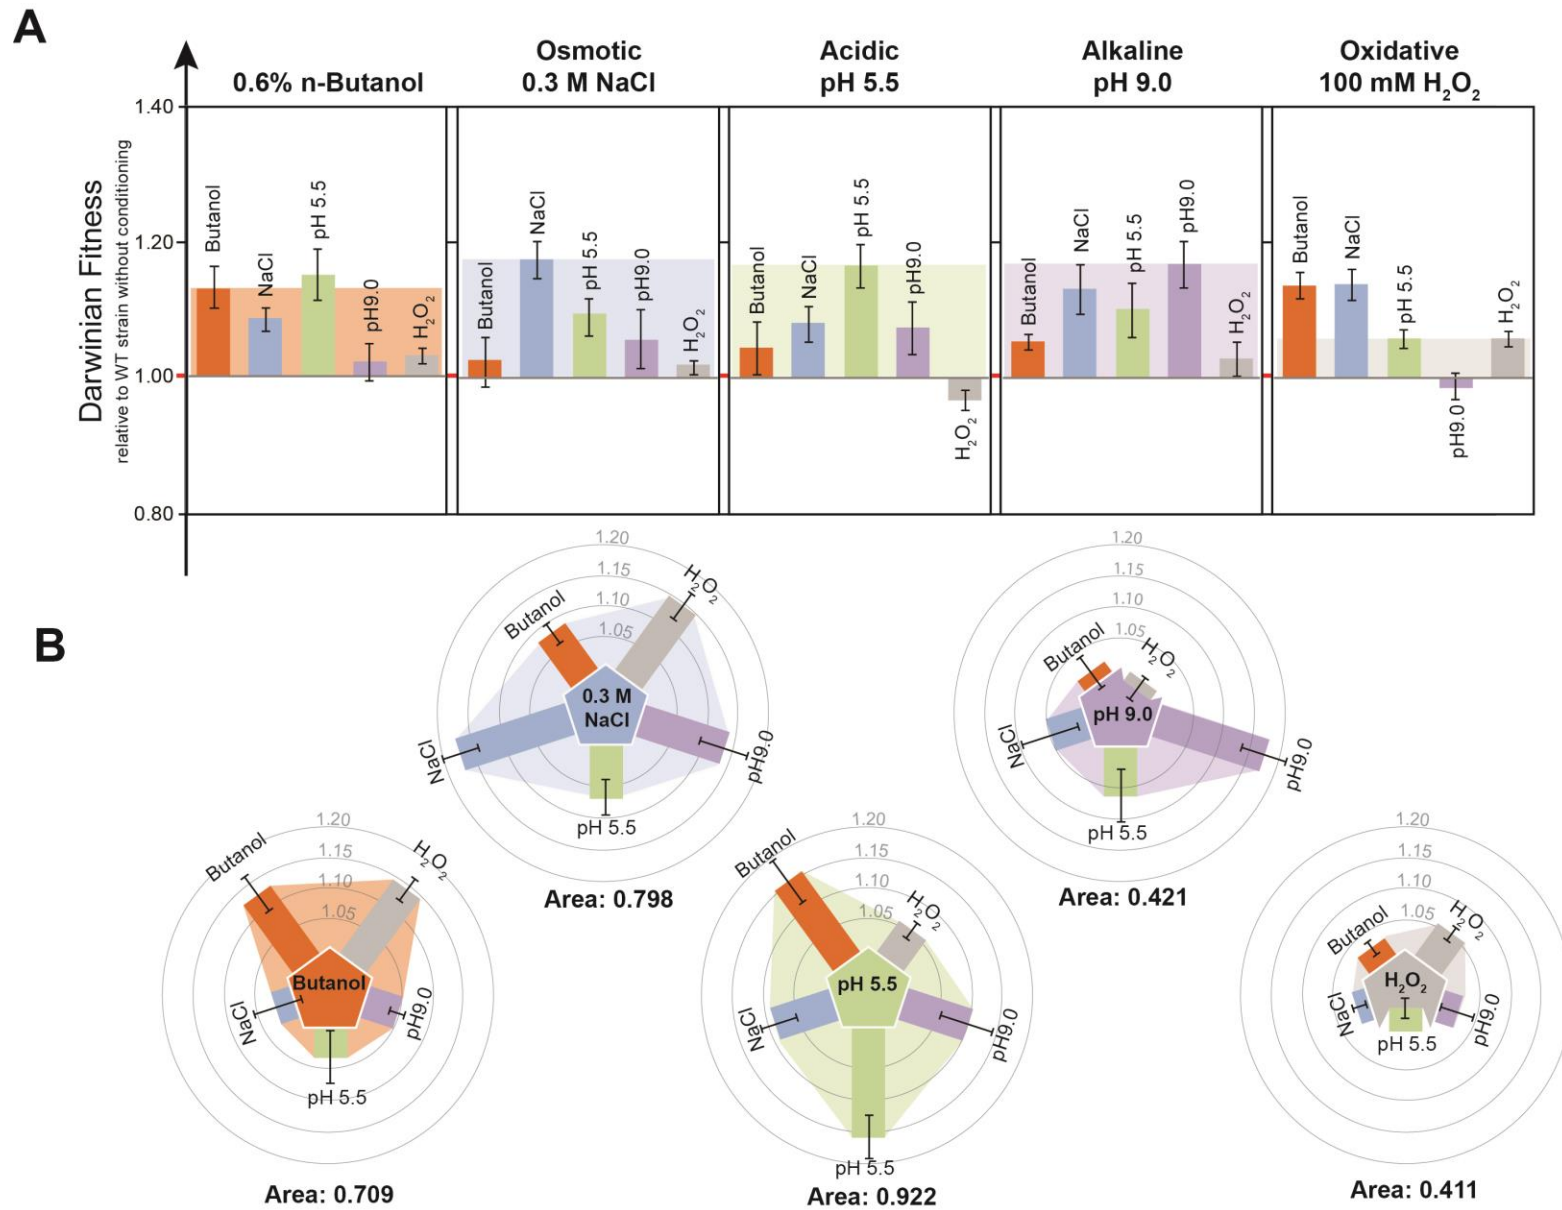 A
0.6% n-Butanol
Osmotic
0.3 M NaCl
Acidic
pH 5.5
Alkaline
pH 9.0
Oxidative
100 mM H₂O₂
Darwinian Fitness
relative to WT strain without conditioning
1.40
1.20
1.00
0.80
Butanol
NaCl
pH 5.5
pH9.0
H₂O₂
Butanol
NaCl
pH 5.5
pH9.0
H₂O₂
Butanol
NaCl
pH 5.5
pH9.0
H₂O₂
Butanol
NaCl
pH 5.5
pH9.0
H₂O₂
Butanol
NaCl
pH 5.5
pH9.0
H₂O₂
B
1.20
1.15
1.10
1.05
Butanol
H₂O₂
NaCl
pH9.0
pH 5.5
0.3 M
NaCl
Area: 0.798
1.20
1.15
1.10
1.05
Butanol
H₂O₂
NaCl
pH9.0
pH 5.5
pH 9.0
Area: 0.421
1.20
1.15
1.10
1.05
Butanol
H₂O₂
NaCl
pH9.0
pH 5.5
Butanol
Area: 0.709
1.20
1.15
1.10
1.05
Butanol
H₂O₂
NaCl
pH9.0
pH 5.5
pH 5.5
Area: 0.922
1.20
1.15
1.10
1.05
Butanol
H₂O₂
NaCl
pH9.0
pH 5.5
H₂O₂
Area: 0.411